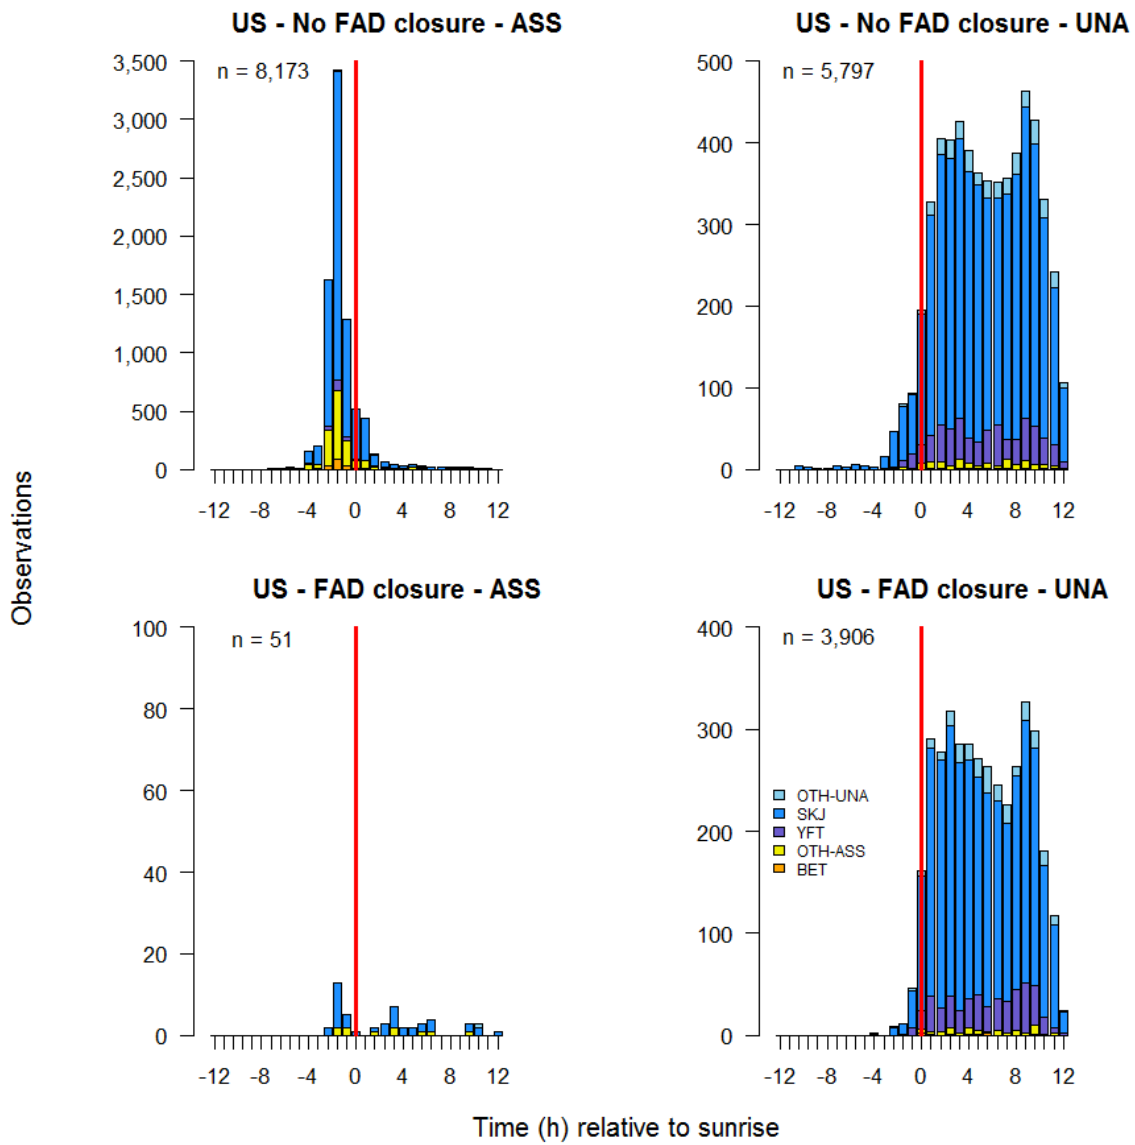 US - No FAD closure - ASS
n = 8,173
3,500
3,000
2,500
2,000
1,500
1,000
500
0
-12 -8 -4 0 4 8 12
US - No FAD closure - UNA
n = 5,797
500
400
300
200
100
0
-12 -8 -4 0 4 8 12
Observations
US - FAD closure - ASS
n = 51
100
80
60
40
20
0
-12 -8 -4 0 4 8 12
US - FAD closure - UNA
n = 3,906
400
300
200
100
0
OTH-UNA
SKJ
YFT
OTH-ASS
BET
-12 -8 -4 0 4 8 12
Time (h) relative to sunrise